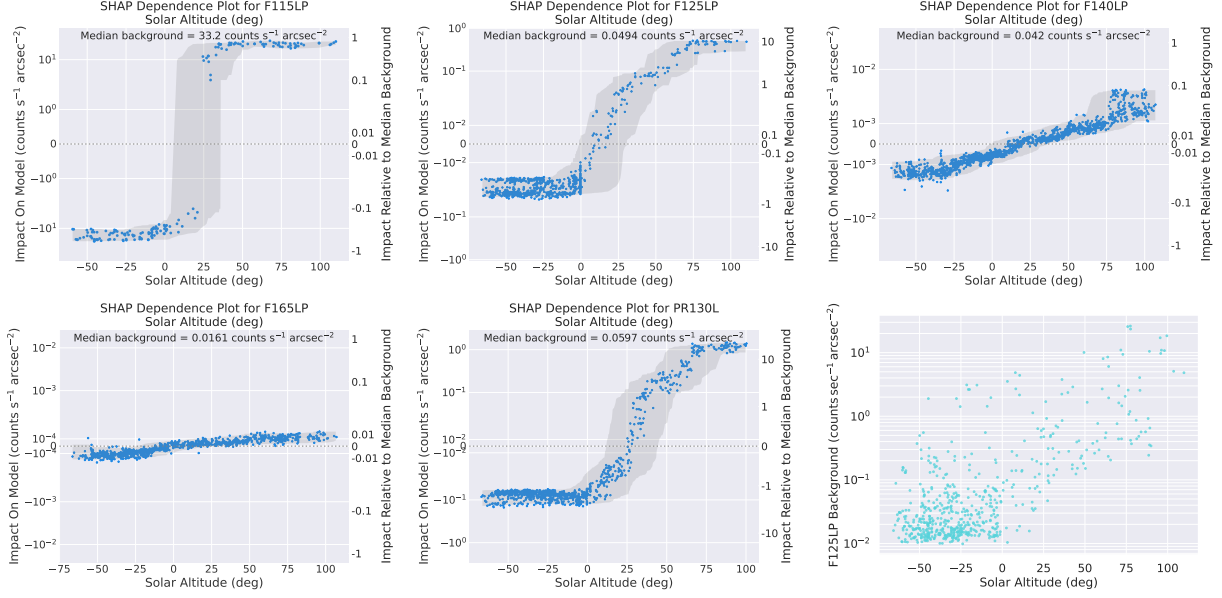 SHAP Dependence Plot for F115LP
Solar Altitude (deg)
Median background = 33.2 counts s⁻¹ arcsec⁻²
Impact On Model (counts s⁻¹ arcsec⁻²)
10¹
10⁰
0
−10⁰
−10¹
1
0.1
0.01
0
-0.01
-0.1
-1
Impact Relative to Median Background
−50 −25 0 25 50 75 100
Solar Altitude (deg)
SHAP Dependence Plot for F125LP
Solar Altitude (deg)
Median background = 0.0494 counts s⁻¹ arcsec⁻²
Impact On Model (counts s⁻¹ arcsec⁻²)
10⁰
10⁻¹
10⁻²
0
−10⁻²
−10⁻¹
−10⁰
10
1
0.1
0
-0.1
-1
-10
Impact Relative to Median Background
−50 −25 0 25 50 75 100
Solar Altitude (deg)
SHAP Dependence Plot for F140LP
Solar Altitude (deg)
Median background = 0.042 counts s⁻¹ arcsec⁻²
Impact On Model (counts s⁻¹ arcsec⁻²)
10⁻²
10⁻³
0
−10⁻³
−10⁻²
1
0.1
0.01
0
-0.01
-0.1
-1
Impact Relative to Median Background
−50 −25 0 25 50 75 100
Solar Altitude (deg)
SHAP Dependence Plot for F165LP
Solar Altitude (deg)
Median background = 0.0161 counts s⁻¹ arcsec⁻²
Impact On Model (counts s⁻¹ arcsec⁻²)
10⁻²
10⁻³
10⁻⁴
0
−10⁻⁴
−10⁻³
−10⁻²
1
0.1
0.01
0
-0.01
-0.1
-1
Impact Relative to Median Background
−75 −50 −25 0 25 50 75 100
Solar Altitude (deg)
SHAP Dependence Plot for PR130L
Solar Altitude (deg)
Median background = 0.0597 counts s⁻¹ arcsec⁻²
Impact On Model (counts s⁻¹ arcsec⁻²)
10⁰
10⁻¹
10⁻²
0
−10⁻²
−10⁻¹
−10⁰
10
1
0
-1
-10
Impact Relative to Median Background
−50 −25 0 25 50 75 100
Solar Altitude (deg)
F125LP Background (counts sec⁻¹ arcsec⁻²)
10¹
10⁰
10⁻¹
10⁻²
−50 −25 0 25 50 75 100
Solar Altitude (deg)